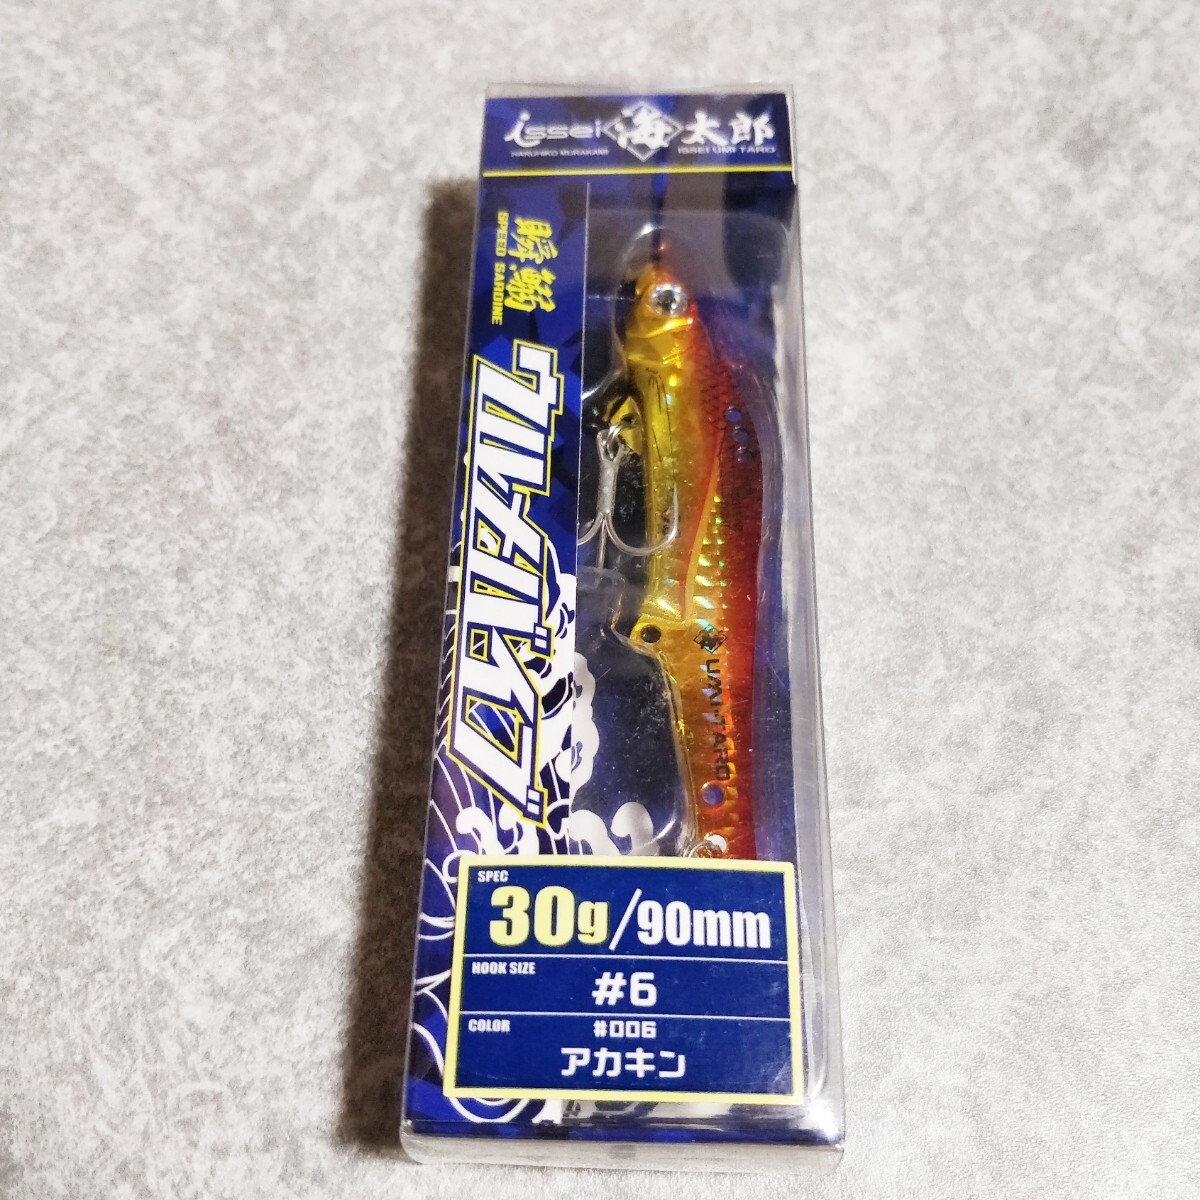 issei 海 太郎
HARUHIKO MURAKAMI ISSEI UMI TARO
瞬鰯
SPEED SARDINE
ウルメバイブ
海 UMI-TARO
SPEC
30g/90mm
HOOK SIZE
#6
COLOR
#006
アカキン